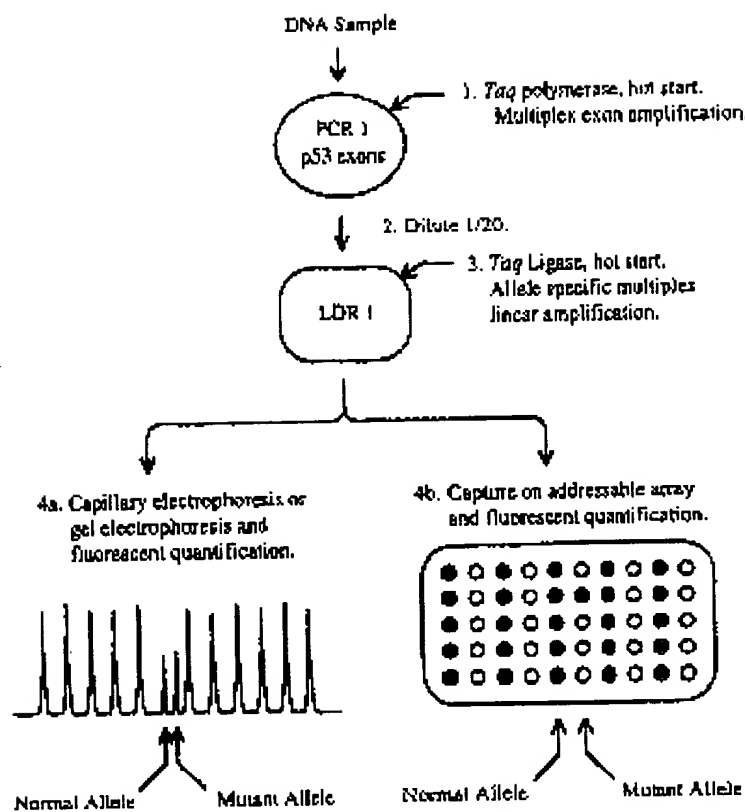 DNA Sample
1. Taq polymerase, hot start.
Multiplex exon amplification.
PCR 1
p53 exons
2. Dilute 1/20.
3. Taq Ligase, hot start.
Allele specific multiplex
linear amplification.
LDR 1
4a. Capillary electrophoresis or
gel electrophoresis and
fluorescent quantification.
4b. Capture on addressable array
and fluorescent quantification.
Normal Allele
Mutant Allele
Normal Allele
Mutant Allele